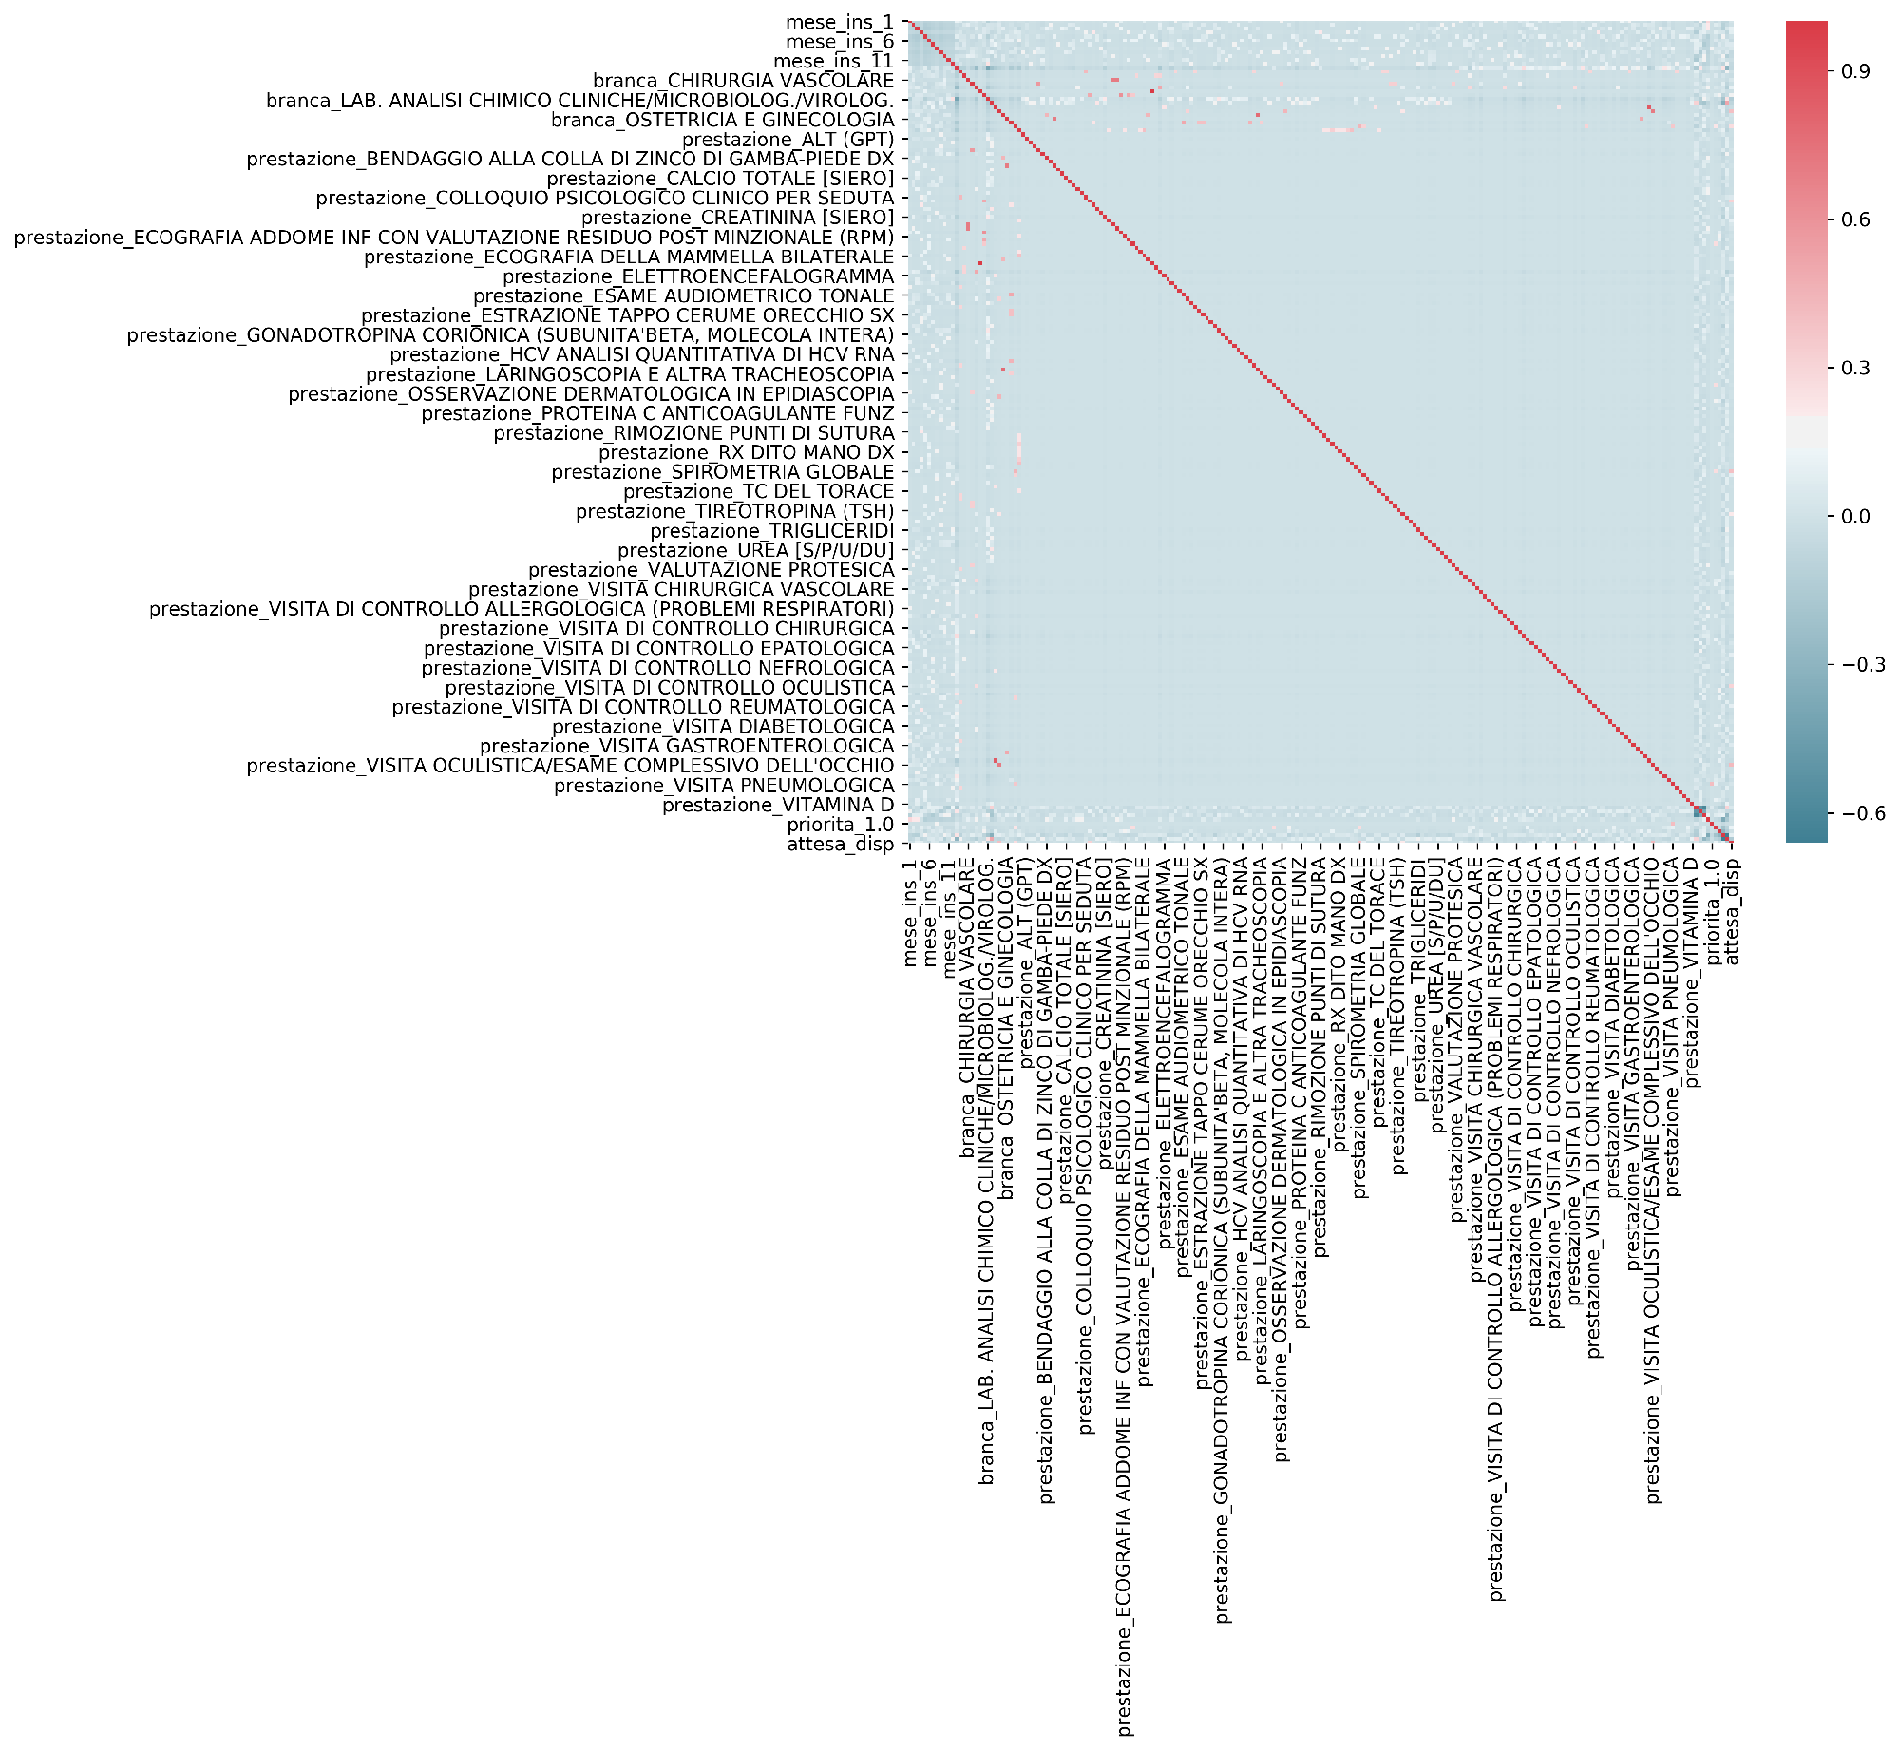 mese_ins_1
mese_ins_6
mese_ins_11
branca_CHIRURGIA VASCOLARE
branca_LAB. ANALISI CHIMICO CLINICHE/MICROBIOLOG./VIROLOG.
branca_OSTETRICIA E GINECOLOGIA
prestazione_ALT (GPT)
prestazione_BENDAGGIO ALLA COLLA DI ZINCO DI GAMBA-PIEDE DX
prestazione_CALCIO TOTALE [SIERO]
prestazione_COLLOQUIO PSICOLOGICO CLINICO PER SEDUTA
prestazione_CREATININA [SIERO]
prestazione_ECOGRAFIA ADDOME INF CON VALUTAZIONE RESIDUO POST MINZIONALE (RPM)
prestazione_ECOGRAFIA DELLA MAMMELLA BILATERALE
prestazione_ELETTROENCEFALOGRAMMA
prestazione_ESAME AUDIOMETRICO TONALE
prestazione_ESTRAZIONE TAPPO CERUME ORECCHIO SX
prestazione_GONADOTROPINA CORIONICA (SUBUNITA'BETA, MOLECOLA INTERA)
prestazione_HCV ANALISI QUANTITATIVA DI HCV RNA
prestazione_LARINGOSCOPIA E ALTRA TRACHEOSCOPIA
prestazione_OSSERVAZIONE DERMATOLOGICA IN EPIDIASCOPIA
prestazione_PROTEINA C ANTICOAGULANTE FUNZ
prestazione_RIMOZIONE PUNTI DI SUTURA
prestazione_RX DITO MANO DX
prestazione_SPIROMETRIA GLOBALE
prestazione_TC DEL TORACE
prestazione_TIREOTROPINA (TSH)
prestazione_TRIGLICERIDI
prestazione_UREA [S/P/U/DU]
prestazione_VALUTAZIONE PROTESICA
prestazione_VISITA CHIRURGICA VASCOLARE
prestazione_VISITA DI CONTROLLO ALLERGOLOGICA (PROBLEMI RESPIRATORI)
prestazione_VISITA DI CONTROLLO CHIRURGICA
prestazione_VISITA DI CONTROLLO EPATOLOGICA
prestazione_VISITA DI CONTROLLO NEFROLOGICA
prestazione_VISITA DI CONTROLLO OCULISTICA
prestazione_VISITA DI CONTROLLO REUMATOLOGICA
prestazione_VISITA DIABETOLOGICA
prestazione_VISITA GASTROENTEROLOGICA
prestazione_VISITA OCULISTICA/ESAME COMPLESSIVO DELL'OCCHIO
prestazione_VISITA PNEUMOLOGICA
prestazione_VITAMINA D
priorita_1.0
attesa_disp
mese_ins_1
mese_ins_6
mese_ins_11
branca_CHIRURGIA VASCOLARE
branca_LAB. ANALISI CHIMICO CLINICHE/MICROBIOLOG./VIROLOG.
branca_OSTETRICIA E GINECOLOGIA
prestazione_ALT (GPT)
prestazione_BENDAGGIO ALLA COLLA DI ZINCO DI GAMBA-PIEDE DX
prestazione_CALCIO TOTALE [SIERO]
prestazione_COLLOQUIO PSICOLOGICO CLINICO PER SEDUTA
prestazione_CREATININA [SIERO]
prestazione_ECOGRAFIA ADDOME INF CON VALUTAZIONE RESIDUO POST MINZIONALE (RPM)
prestazione_ECOGRAFIA DELLA MAMMELLA BILATERALE
prestazione_ELETTROENCEFALOGRAMMA
prestazione_ESAME AUDIOMETRICO TONALE
prestazione_ESTRAZIONE TAPPO CERUME ORECCHIO SX
prestazione_GONADOTROPINA CORIONICA (SUBUNITA'BETA, MOLECOLA INTERA)
prestazione_HCV ANALISI QUANTITATIVA DI HCV RNA
prestazione_LARINGOSCOPIA E ALTRA TRACHEOSCOPIA
prestazione_OSSERVAZIONE DERMATOLOGICA IN EPIDIASCOPIA
prestazione_PROTEINA C ANTICOAGULANTE FUNZ
prestazione_RIMOZIONE PUNTI DI SUTURA
prestazione_RX DITO MANO DX
prestazione_SPIROMETRIA GLOBALE
prestazione_TC DEL TORACE
prestazione_TIREOTROPINA (TSH)
prestazione_TRIGLICERIDI
prestazione_UREA [S/P/U/DU]
prestazione_VALUTAZIONE PROTESICA
prestazione_VISITA CHIRURGICA VASCOLARE
prestazione_VISITA DI CONTROLLO ALLERGOLOGICA (PROBLEMI RESPIRATORI)
prestazione_VISITA DI CONTROLLO CHIRURGICA
prestazione_VISITA DI CONTROLLO EPATOLOGICA
prestazione_VISITA DI CONTROLLO NEFROLOGICA
prestazione_VISITA DI CONTROLLO OCULISTICA
prestazione_VISITA DI CONTROLLO REUMATOLOGICA
prestazione_VISITA DIABETOLOGICA
prestazione_VISITA GASTROENTEROLOGICA
prestazione_VISITA OCULISTICA/ESAME COMPLESSIVO DELL'OCCHIO
prestazione_VISITA PNEUMOLOGICA
prestazione_VITAMINA D
priorita_1.0
attesa_disp
0.9
0.6
0.3
0.0
−0.3
−0.6